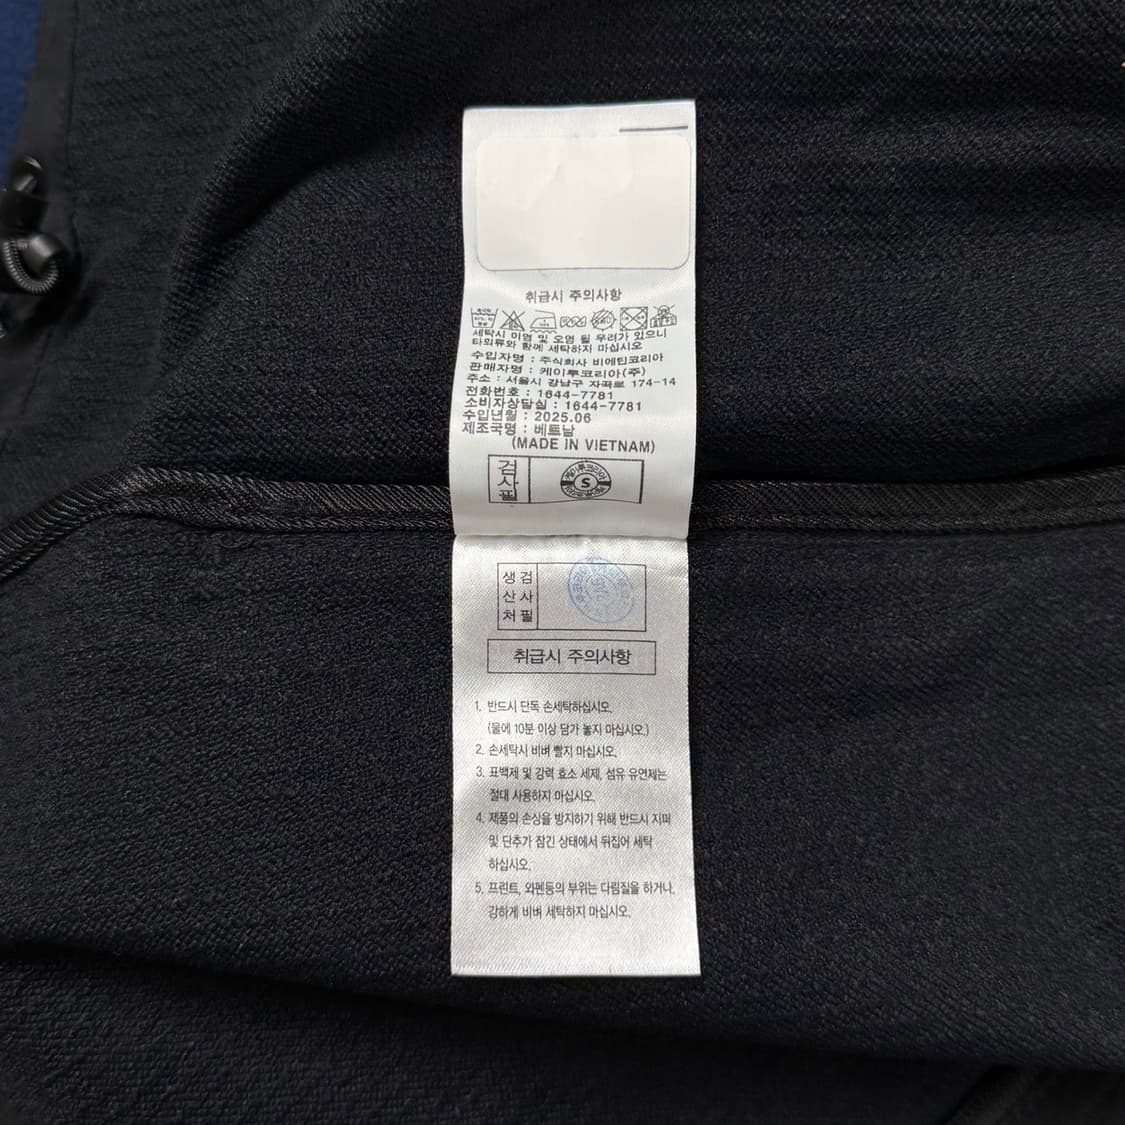 취급시 주의사항
세탁시 이염 및 오염 될 우려가 있으니
타의류와 함께 세탁하지 마십시오
수입자명 : 주식회사 비에틴코리아
판매자명 : 케이투코리아(주)
주소 : 서울시 강남구 자곡로 174-14
전화번호 : 1644-7781
소비자상담실 : 1644-7781
수입년월 : 2025.06
제조국명 : 베트남
(MADE IN VIETNAM)
검사필
케이투코리아
S
생산처
검사필
취급시 주의사항
1. 반드시 단독 손세탁하십시오.
(물에 10분 이상 담가 놓지 마십시오.)
2. 손세탁시 비벼 빨지 마십시오.
3. 표백제 및 강력 효소 세제, 섬유 유연제는
절대 사용하지 마십시오.
4. 제품의 손상을 방지하기 위해 반드시 지퍼
및 단추가 잠긴 상태에서 뒤집어 세탁
하십시오.
5. 프린트, 와펜등의 부위는 다림질을 하거나,
강하게 비벼 세탁하지 마십시오.